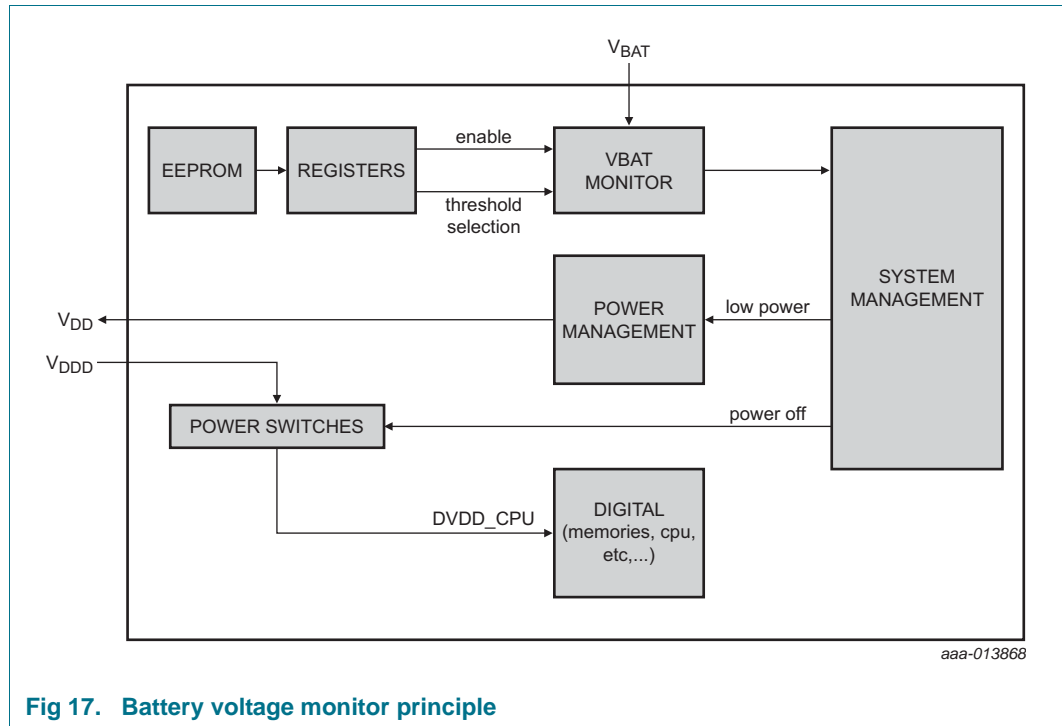 VBAT
EEPROM
REGISTERS
enable
threshold
selection
VBAT
MONITOR
SYSTEM
MANAGEMENT
POWER
MANAGEMENT
low power
VDD
VDDD
POWER SWITCHES
power off
DVDD_CPU
DIGITAL
(memories, cpu,
etc,...)
aaa-013868
Fig 17. Battery voltage monitor principle